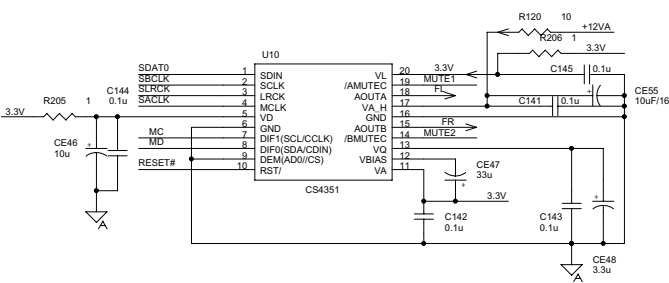 R120 10
+12VA
R206 1
3.3V
U10
SDAT0 1 SDIN VL 20 3.3V
SBCLK 2 SCLK /AMUTEC 19 MUTE1
SLRCK 3 LRCK AOUTA 18 FL
SACLK 4 MCLK VA_H 17
5 VD GND 16
6 GND AOUTB 15 FR
MC 7 DIF1(SCL/CCLK) /BMUTEC 14 MUTE2
MD 8 DIF0(SDA/CDIN) VQ 13
9 DEM(AD0//CS) VBIAS 12
RESET# 10 RST/ VA 11
CS4351
C145 0.1u
C141 0.1u
CE55
10uF/16
3.3V
R205 1
C144
0.1u
CE46
10u
+
A
+
CE47
33u
+
3.3V
C142
0.1u
C143
0.1u
+
CE48
3.3u
A